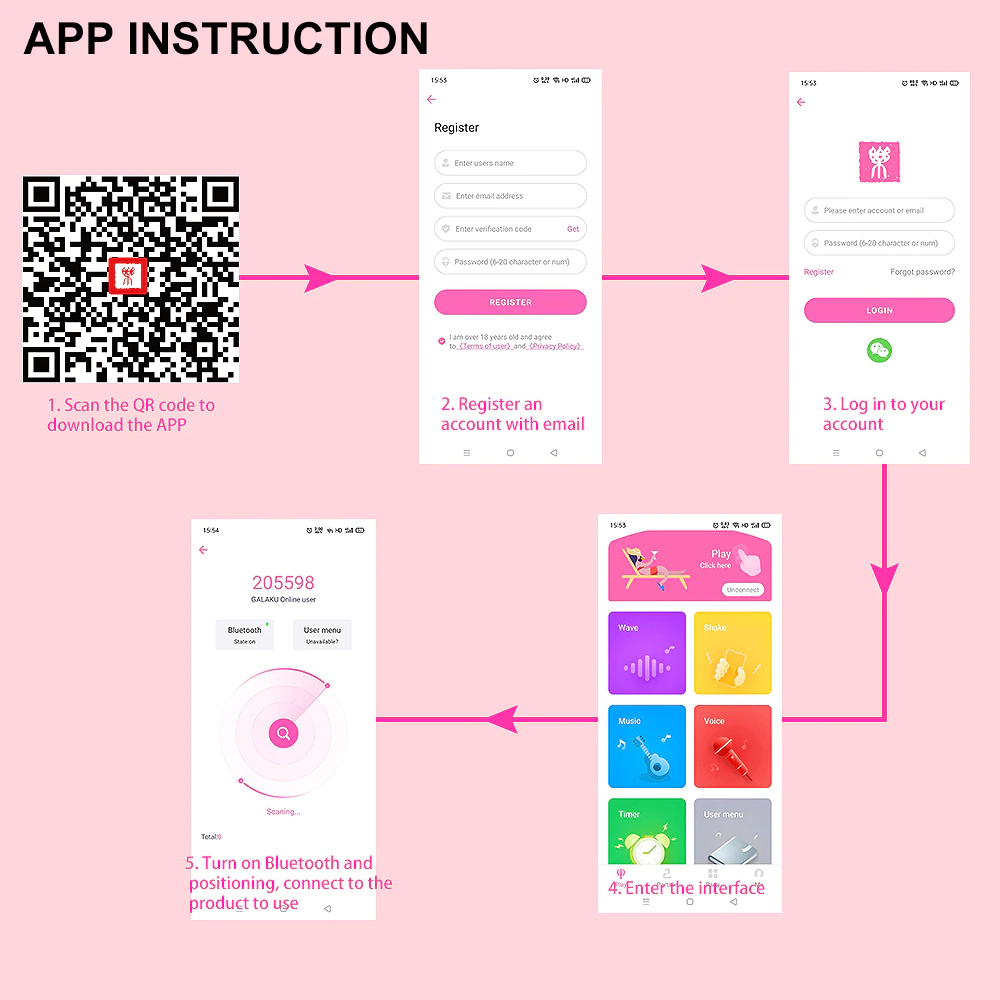 APP INSTRUCTION
1. Scan the QR code to
download the APP
15:53
Register
Enter users name
Enter email address
Enter verification code Get
Password (6-20 character or num)
REGISTER
I am over 18 years old and agree
to 《Terms of user》 and 《Privacy Policy》
2. Register an
account with email
15:53
Please enter account or email
Password (6-20 character or num)
Register Forgot password?
LOGIN
3. Log in to your
account
15:53
Play
Click here
Unconnect
Wave Shake
Music Voice
Timer User menu
4. Enter the interface
15:54
205598
GALAKU Online user
Bluetooth User menu
State:on Unavailable?
Scaning...
Total:0
5. Turn on Bluetooth and
positioning, connect to the
product to use